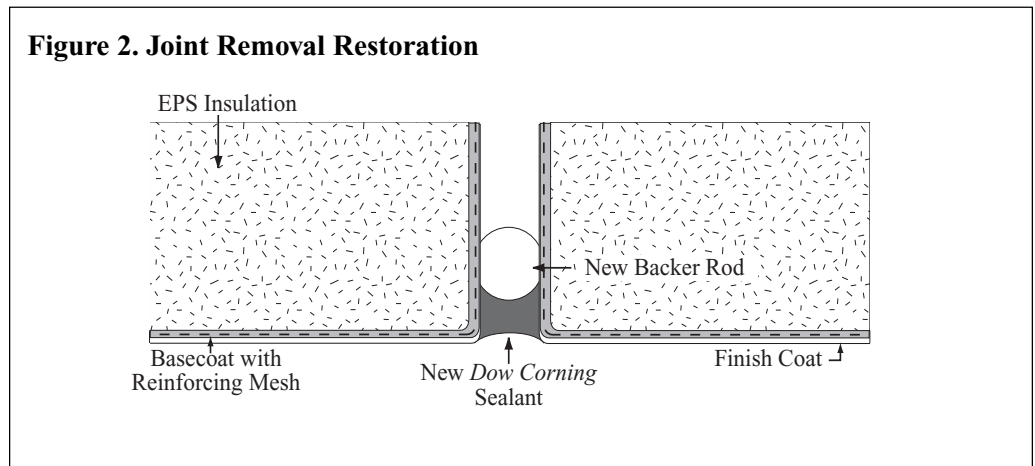 Figure 2. Joint Removal Restoration
EPS Insulation
New Backer Rod
Basecoat with
Reinforcing Mesh
New Dow Corning
Sealant
Finish Coat